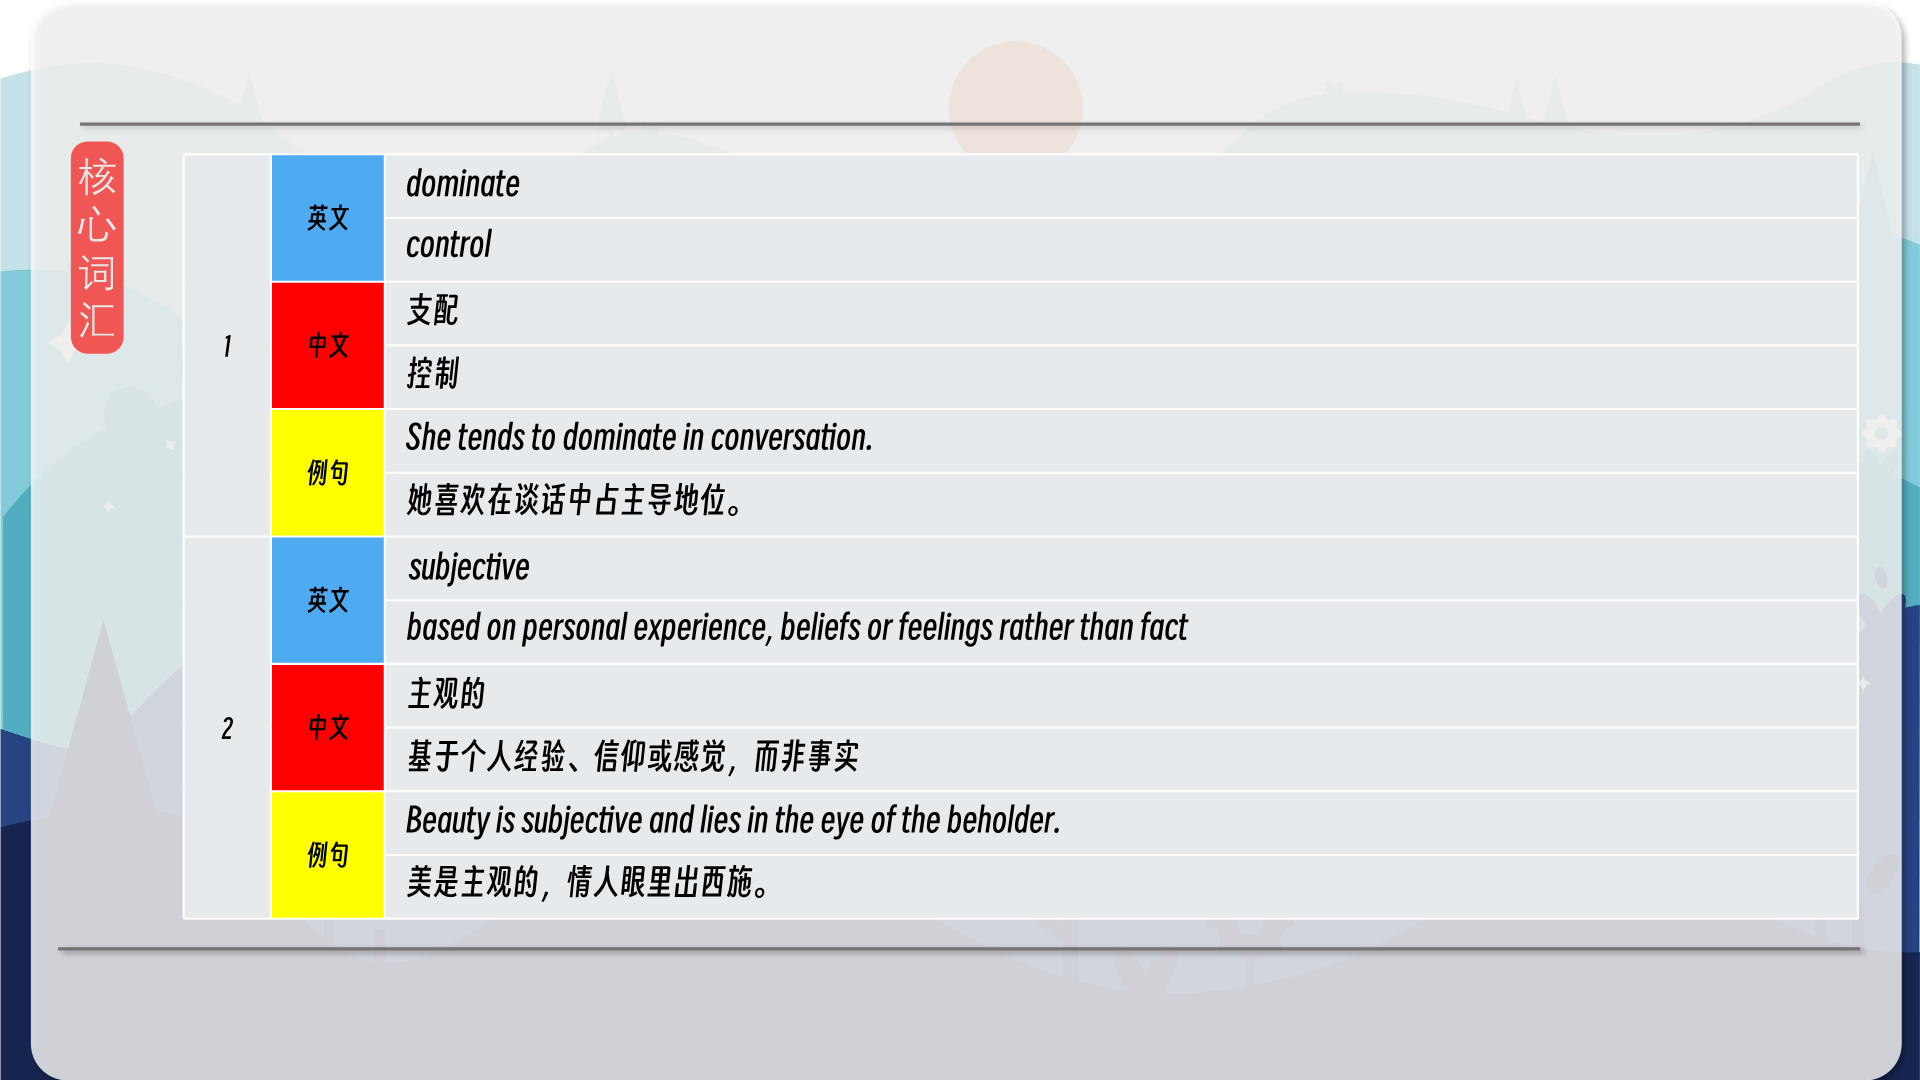 核心词汇
1
英文
dominate
control
中文
支配
控制
例句
She tends to dominate in conversation.
她喜欢在谈话中占主导地位。
2
英文
subjective
based on personal experience, beliefs or feelings rather than fact
中文
主观的
基于个人经验、信仰或感觉，而非事实
例句
Beauty is subjective and lies in the eye of the beholder.
美是主观的，情人眼里出西施。